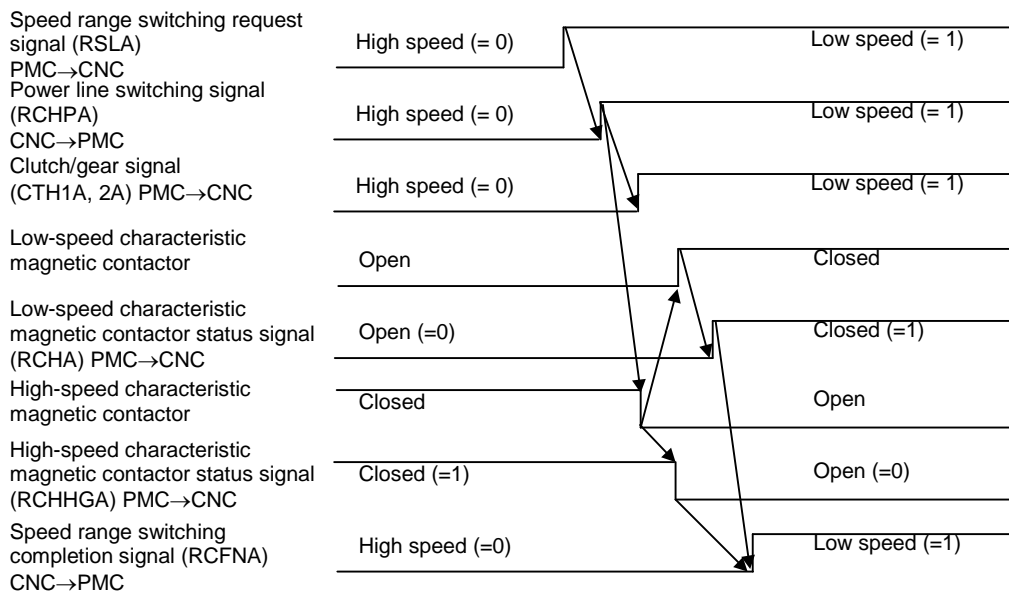 Speed range switching request
signal (RSLA)
PMC→CNC
High speed (= 0)
Low speed (= 1)
Power line switching signal
(RCHPA)
CNC→PMC
High speed (= 0)
Low speed (= 1)
Clutch/gear signal
(CTH1A, 2A) PMC→CNC
High speed (= 0)
Low speed (= 1)
Low-speed characteristic
magnetic contactor
Open
Closed
Low-speed characteristic
magnetic contactor status signal
(RCHA) PMC→CNC
Open (=0)
Closed (=1)
High-speed characteristic
magnetic contactor
Closed
Open
High-speed characteristic
magnetic contactor status signal
(RCHHGA) PMC→CNC
Closed (=1)
Open (=0)
Speed range switching
completion signal (RCFNA)
CNC→PMC
High speed (=0)
Low speed (=1)